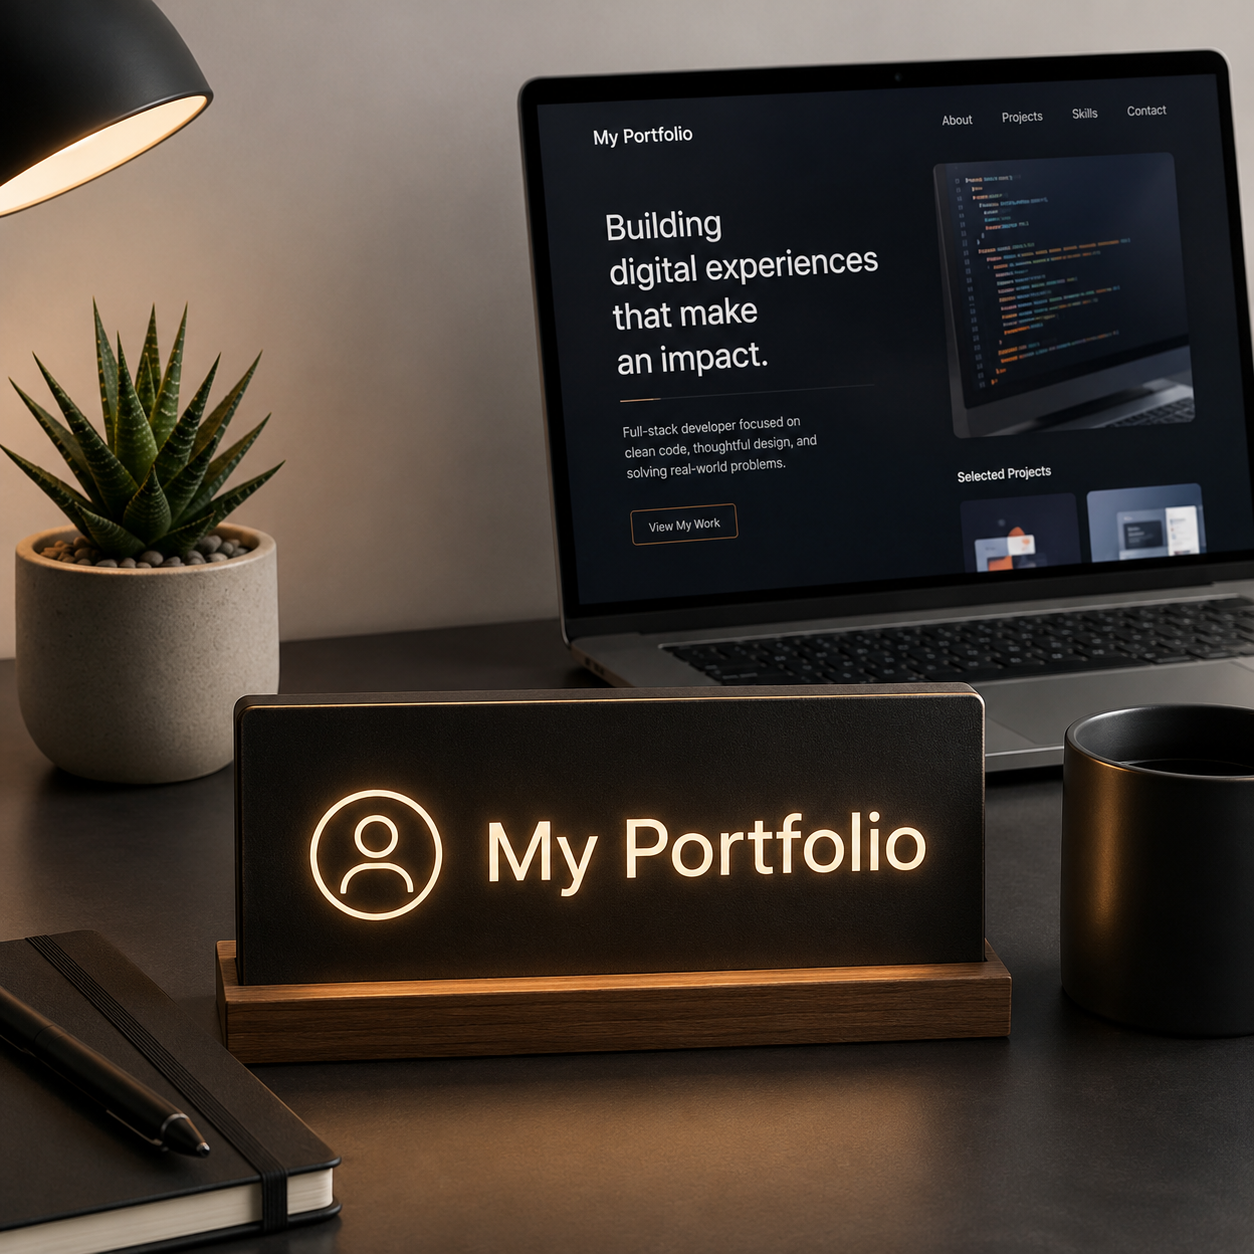 My Portfolio
About
Projects
Skills
Contact
Building
digital experiences
that make
an impact.
Full-stack developer focused on
clean code, thoughtful design, and
solving real-world problems.
View My Work
Selected Projects
My Portfolio